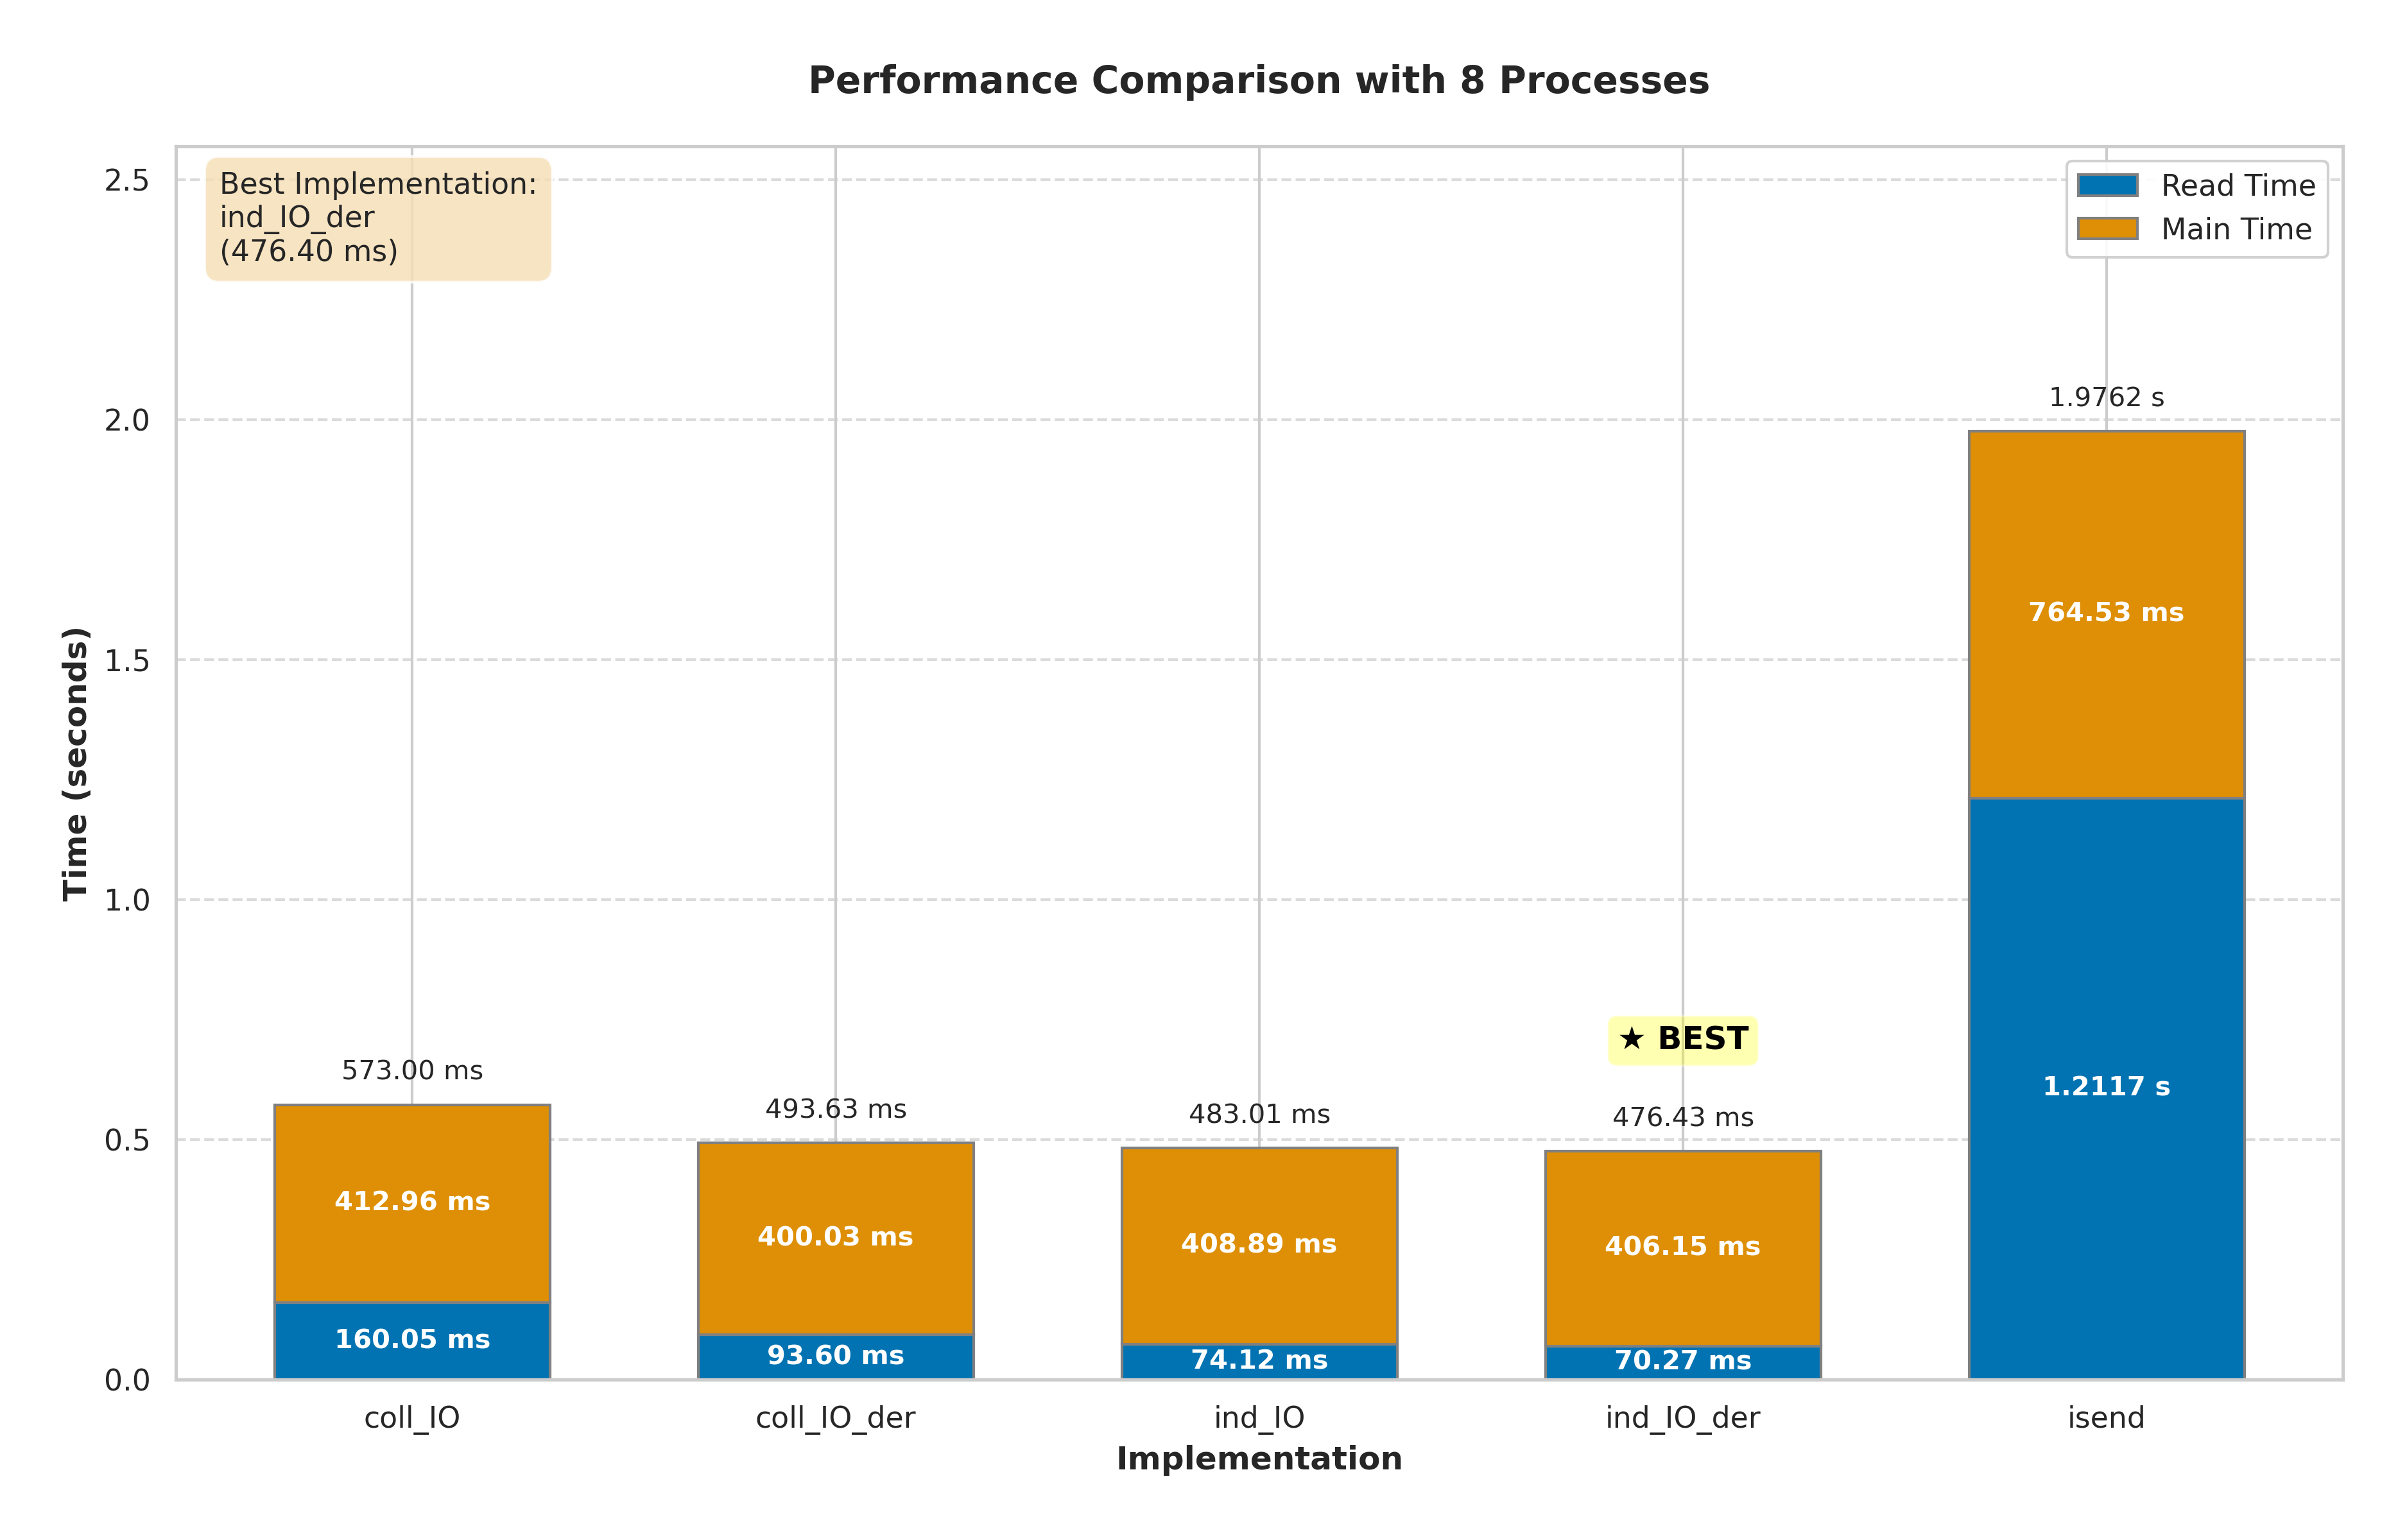 Performance Comparison with 8 Processes
Best Implementation:
ind_IO_der
(476.40 ms)
Read Time
Main Time
Time (seconds)
2.5
2.0
1.5
1.0
0.5
0.0
573.00 ms
412.96 ms
160.05 ms
493.63 ms
400.03 ms
93.60 ms
483.01 ms
408.89 ms
74.12 ms
★ BEST
476.43 ms
406.15 ms
70.27 ms
1.9762 s
764.53 ms
1.2117 s
coll_IO
coll_IO_der
ind_IO
ind_IO_der
isend
Implementation